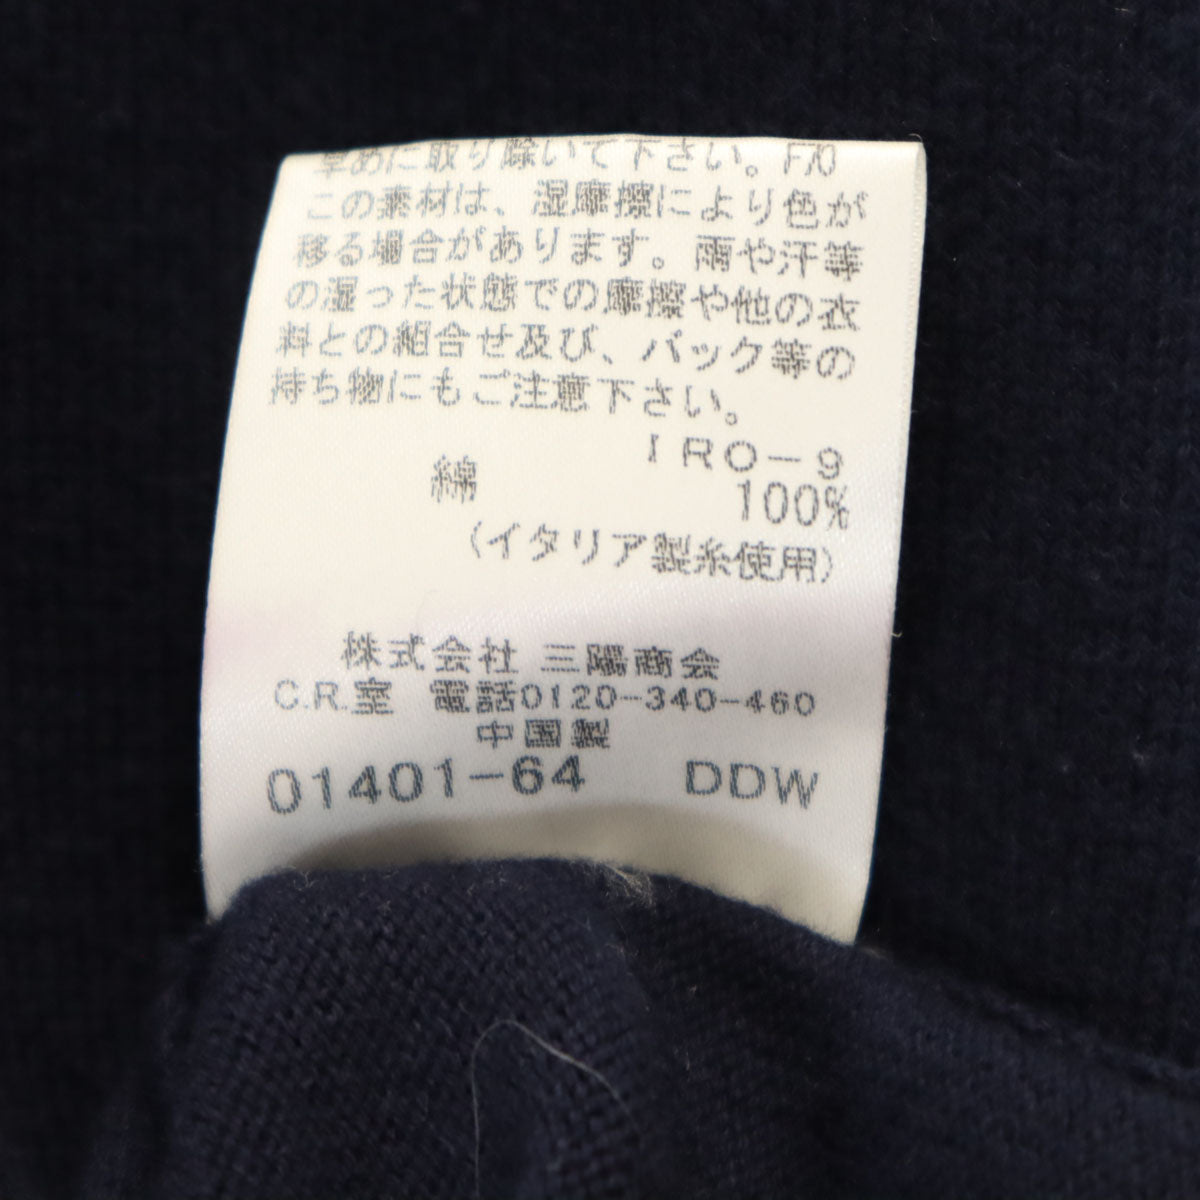 早めに取り除いて下さい。F/0
この素材は、湿摩擦により色が
移る場合があります。雨や汗等
の湿った状態での摩擦や他の衣
料との組合せ及び、バック等の
持ち物にもご注意下さい。
IRO-9
綿 100%
(イタリア製糸使用)
株式会社 三陽商会
C.R.室 電話0120-340-460
中国製
01401-64 DDW